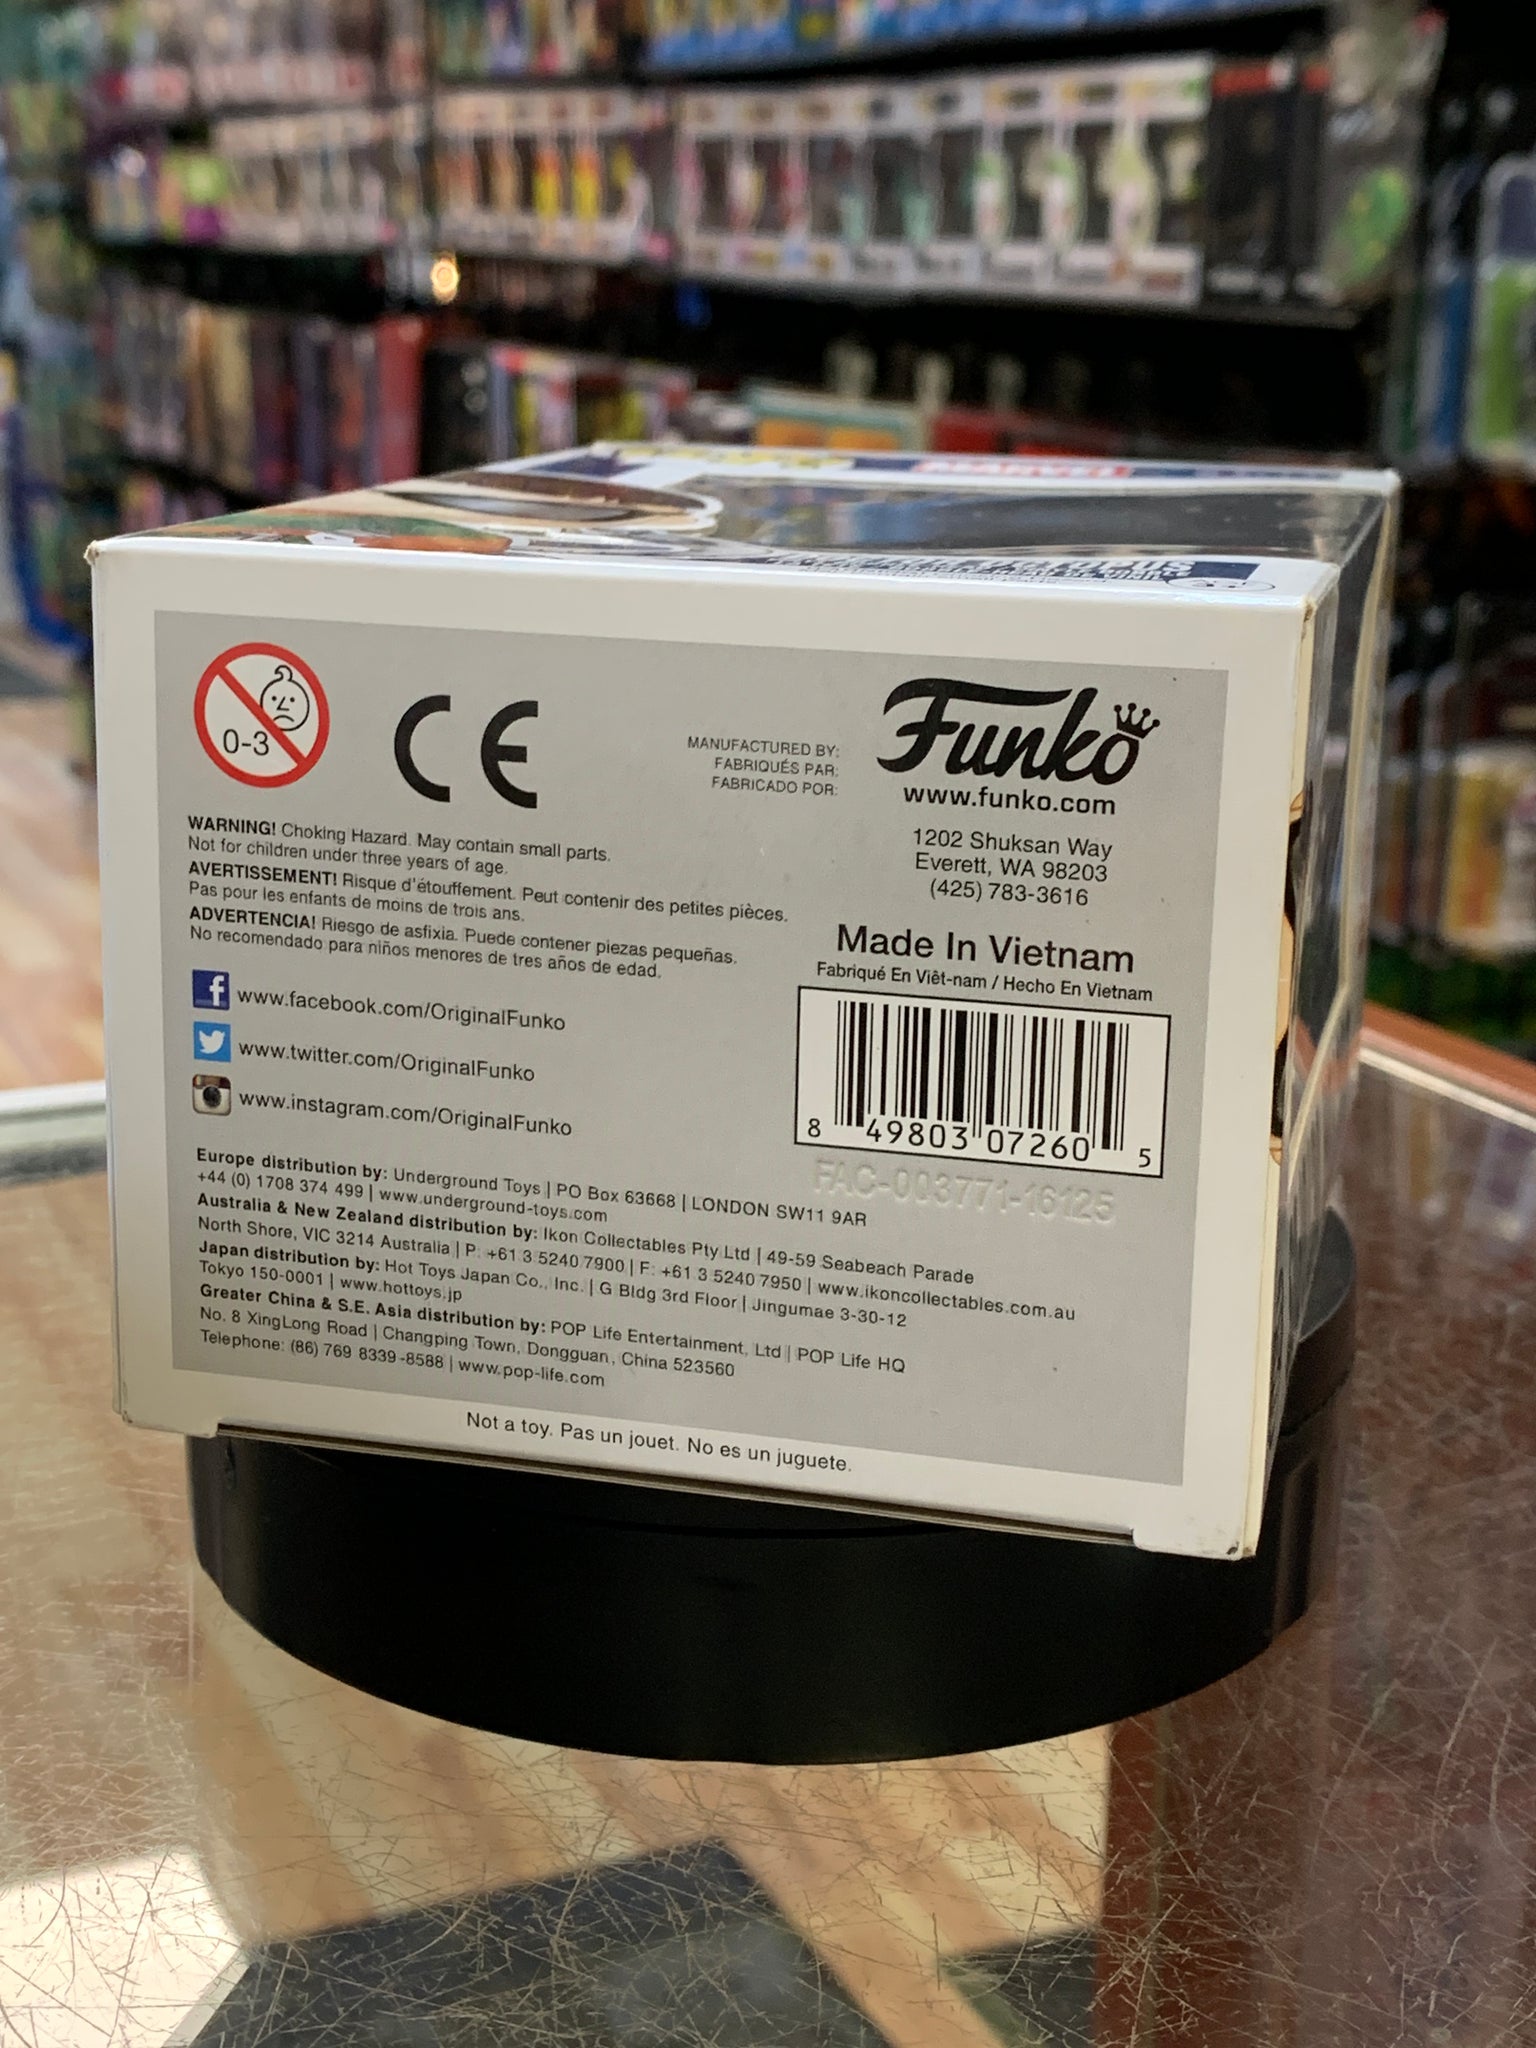 MARVEL
0-3
CE
MANUFACTURED BY:
FABRIQUÉS PAR:
FABRICADO POR:
Funko
www.funko.com
1202 Shuksan Way
Everett, WA 98203
(425) 783-3616
WARNING! Choking Hazard. May contain small parts.
Not for children under three years of age.
AVERTISSEMENT! Risque d'étouffement. Peut contenir des petites pièces.
Pas pour les enfants de moins de trois ans.
ADVERTENCIA! Riesgo de asfixia. Puede contener piezas pequeñas.
No recomendado para niños menores de tres años de edad.
Made In Vietnam
Fabriqué En Viêt-nam / Hecho En Vietnam
www.facebook.com/OriginalFunko
www.twitter.com/OriginalFunko
www.instagram.com/OriginalFunko
8 49803 07260 5
FAC-003771-16125
Europe distribution by: Underground Toys | PO Box 63668 | LONDON SW11 9AR
+44 (0) 1708 374 499 | www.underground-toys.com
Australia & New Zealand distribution by: Ikon Collectables Pty Ltd | 49-59 Seabeach Parade
North Shore, VIC 3214 Australia | P: +61 3 5240 7900 | F: +61 3 5240 7950 | www.ikoncollectables.com.au
Japan distribution by: Hot Toys Japan Co., Inc. | G Bldg 3rd Floor | Jingumae 3-30-12
Tokyo 150-0001 | www.hottoys.jp
Greater China & S.E. Asia distribution by: POP Life Entertainment, Ltd | POP Life HQ
No. 8 XingLong Road | Changping Town, Dongguan, China 523560
Telephone: (86) 769 8339-8588 | www.pop-life.com
Not a toy. Pas un jouet. No es un juguete.